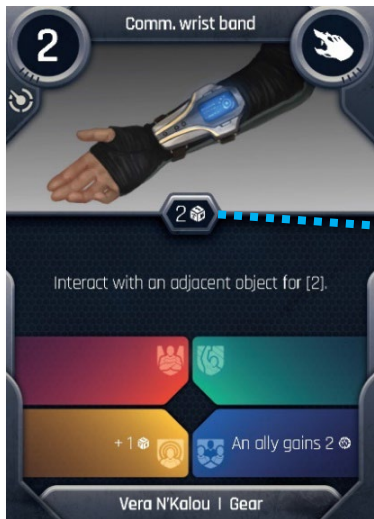 2
Comm. wrist band
2
Interact with an adjacent object for [2].
+ 1
An ally gains 2
Vera N'Kalou | Gear